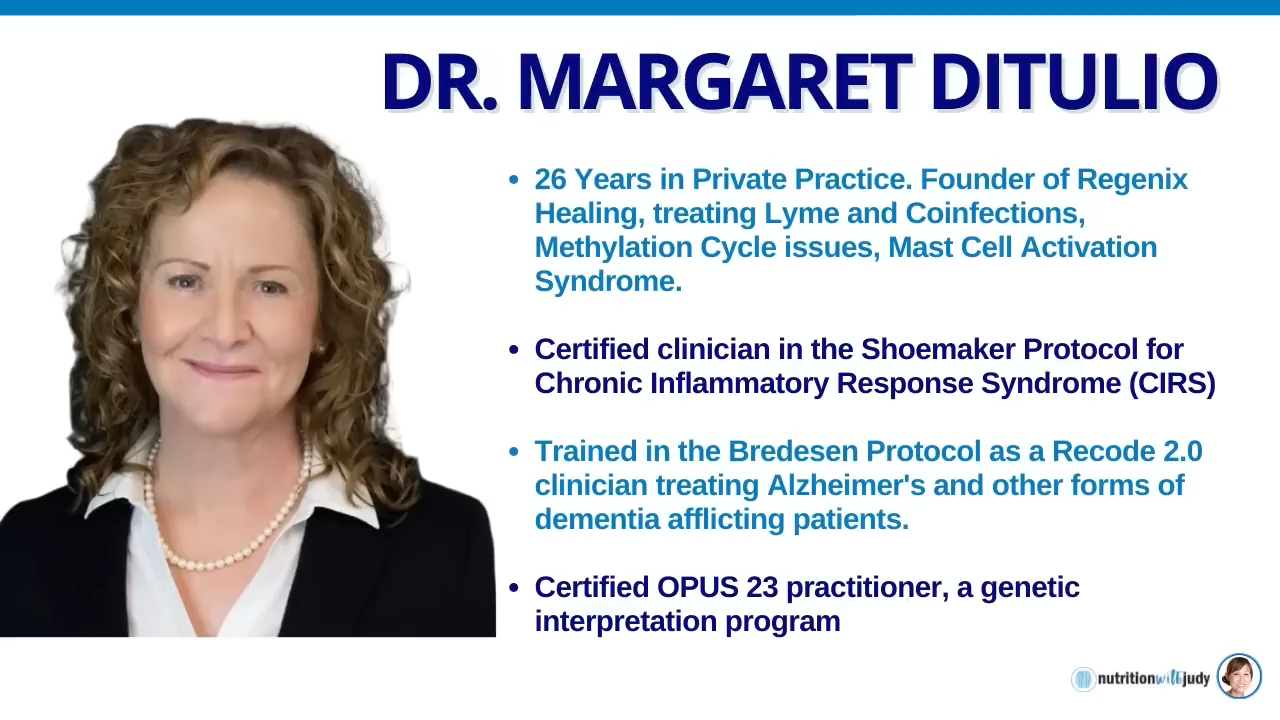 DR. MARGARET DITULIO
• 26 Years in Private Practice. Founder of Regenix
Healing, treating Lyme and Coinfections,
Methylation Cycle issues, Mast Cell Activation
Syndrome.
• Certified clinician in the Shoemaker Protocol for
Chronic Inflammatory Response Syndrome (CIRS)
• Trained in the Bredesen Protocol as a Recode 2.0
clinician treating Alzheimer's and other forms of
dementia afflicting patients.
• Certified OPUS 23 practitioner, a genetic
interpretation program
nutritionwithjudy